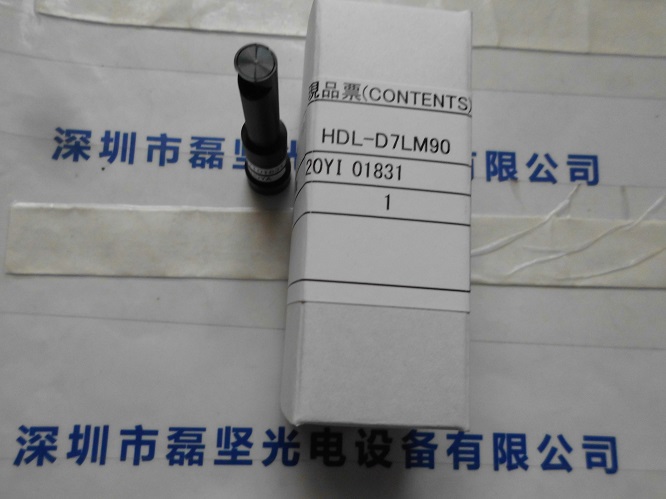 現品票(CONTENTS)
HDL-D7LM90
20YI 01831
1
深圳市磊坚光 有限公司
深圳市磊坚光电设备有限公司